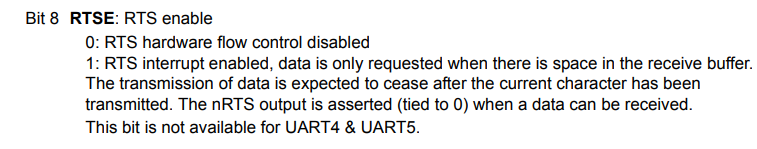 Bit 8 RTSE: RTS enable
0: RTS hardware flow control disabled
1: RTS interrupt enabled, data is only requested when there is space in the receive buffer.
The transmission of data is expected to cease after the current character has been
transmitted. The nRTS output is asserted (tied to 0) when a data can be received.
This bit is not available for UART4 & UART5.